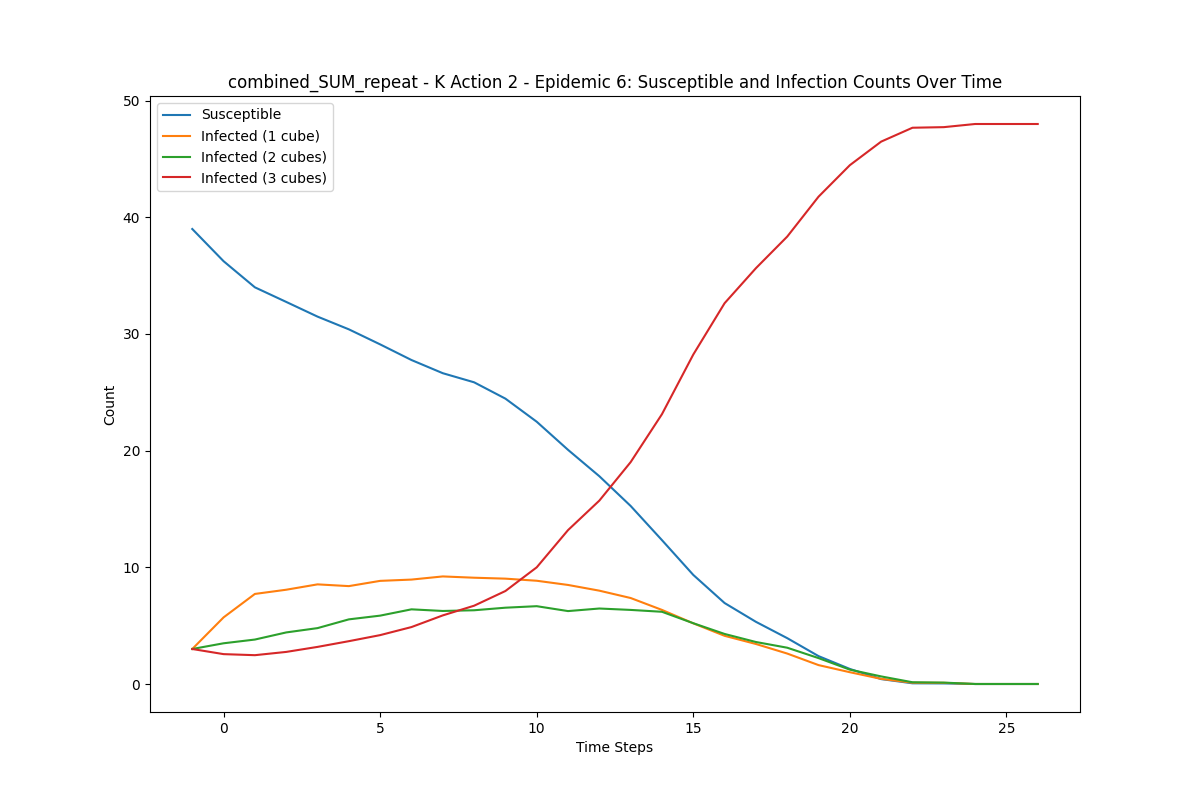 combined_SUM_repeat - K Action 2 - Epidemic 6: Susceptible and Infection Counts Over Time
Susceptible
Infected (1 cube)
Infected (2 cubes)
Infected (3 cubes)
50
40
30
20
10
0
Count
0 5 10 15 20 25
Time Steps